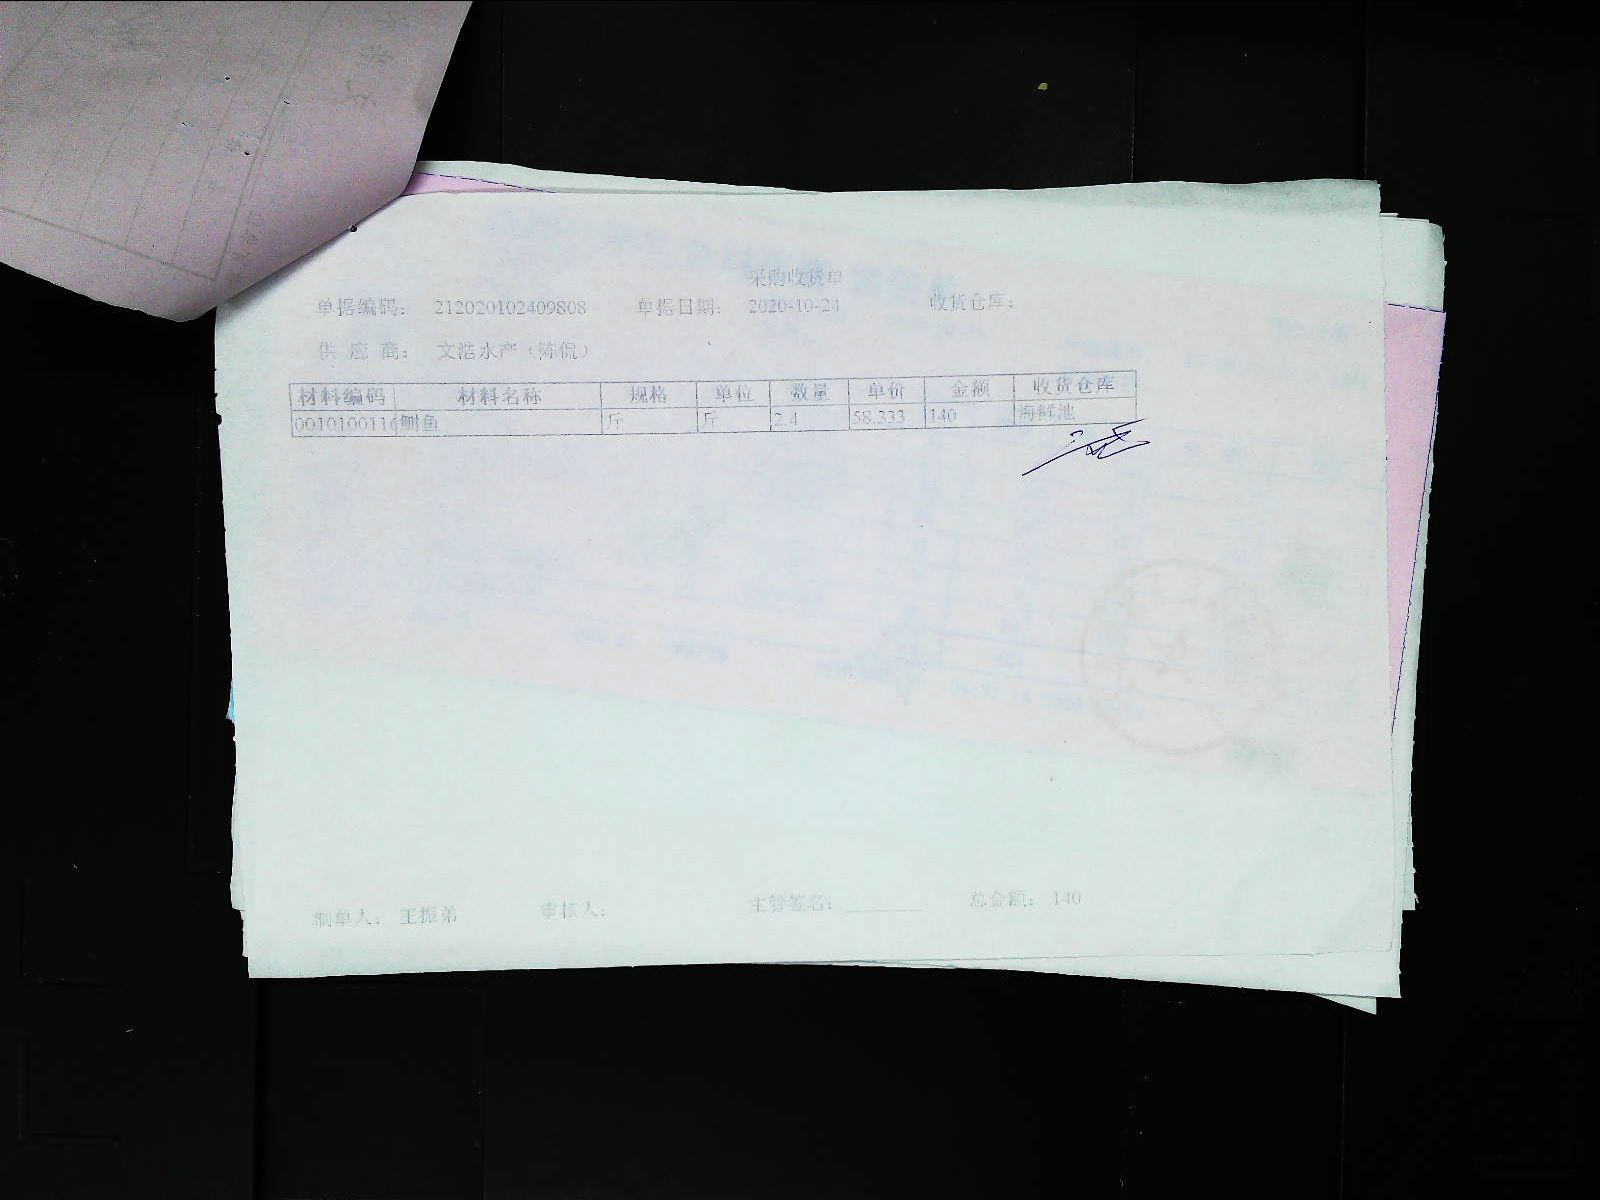 采购收货单
单据编码: 212020102409808 单据日期: 2020-10-24 收货仓库:
供应商: 文浩水产(陈侃)
材料编码 材料名称 规格 单位 数量 单价 金额 收货仓库
0010100116 鲥鱼 斤 斤 2.4 58.333 140 海鲜池
制单人: 王振弟 审核人: 主管签名: 总金额: 140